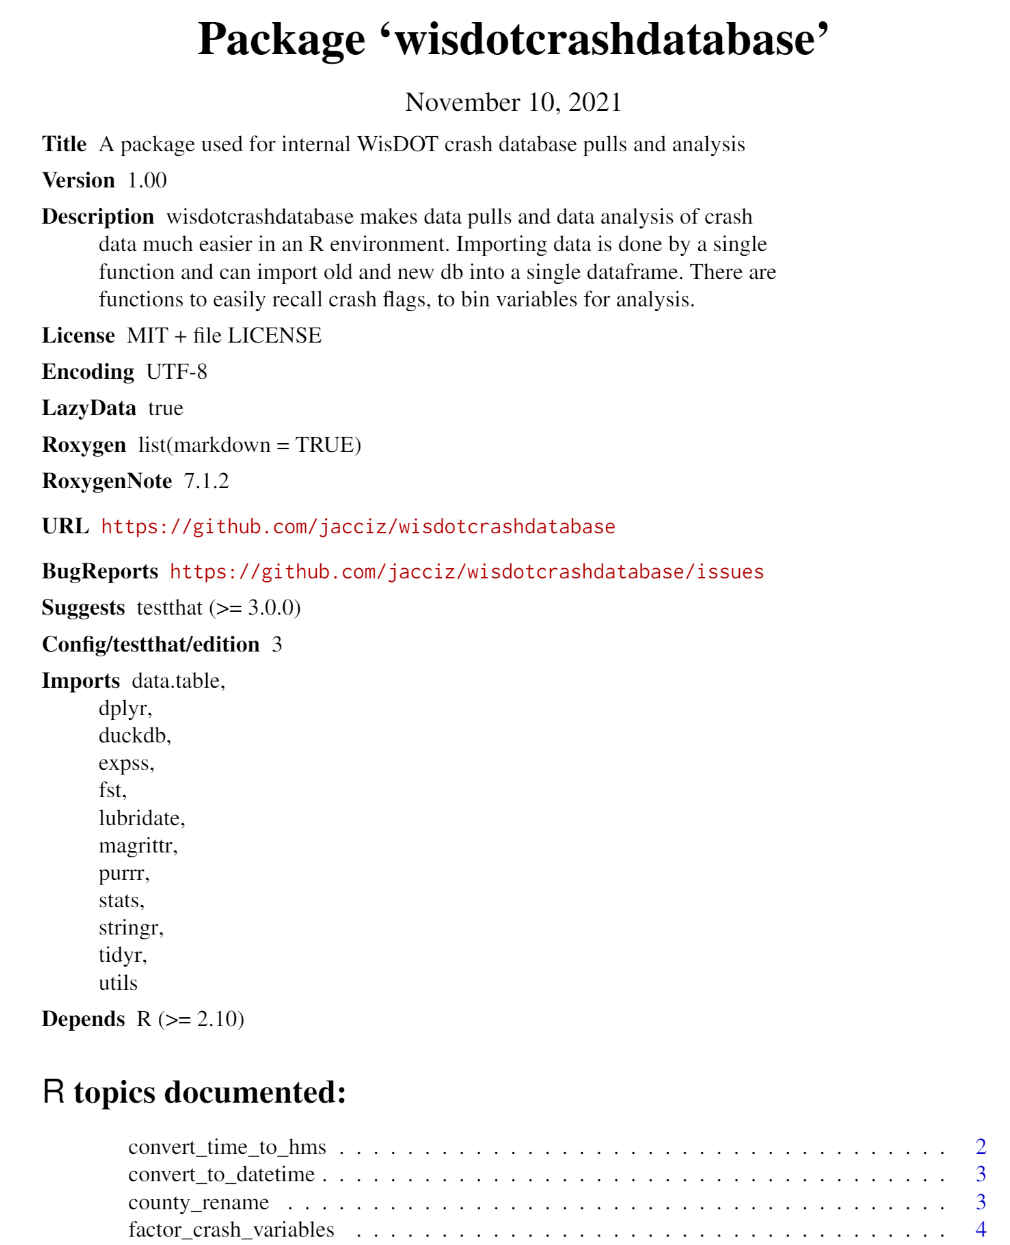 Package ‘wisdotcrashdatabase’
November 10, 2021
Title A package used for internal WisDOT crash database pulls and analysis
Version 1.00
Description wisdotcrashdatabase makes data pulls and data analysis of crash
data much easier in an R environment. Importing data is done by a single
function and can import old and new db into a single dataframe. There are
functions to easily recall crash flags, to bin variables for analysis.
License MIT + file LICENSE
Encoding UTF-8
LazyData true
Roxygen list(markdown = TRUE)
RoxygenNote 7.1.2
URL https://github.com/jacciz/wisdotcrashdatabase
BugReports https://github.com/jacciz/wisdotcrashdatabase/issues
Suggests testthat (>= 3.0.0)
Config/testthat/edition 3
Imports data.table,
dplyr,
duckdb,
expss,
fst,
lubridate,
magrittr,
purrr,
stats,
stringr,
tidyr,
utils
Depends R (>= 2.10)
R topics documented:
convert_time_to_hms . . . . . . . . . . . . . . . . . . . . . . . . . . . . . . . . . . . . 2
convert_to_datetime . . . . . . . . . . . . . . . . . . . . . . . . . . . . . . . . . . . . . 3
county_rename . . . . . . . . . . . . . . . . . . . . . . . . . . . . . . . . . . . . . . . 3
factor_crash_variables . . . . . . . . . . . . . . . . . . . . . . . . . . . . . . . . . . . 4